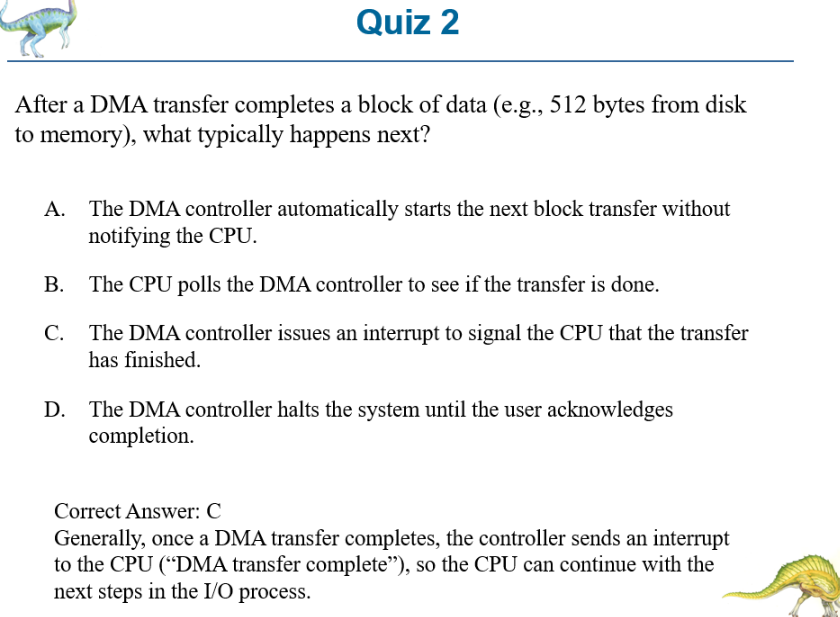 Quiz 2
After a DMA transfer completes a block of data (e.g., 512 bytes from disk
to memory), what typically happens next?
A. The DMA controller automatically starts the next block transfer without
notifying the CPU.
B. The CPU polls the DMA controller to see if the transfer is done.
C. The DMA controller issues an interrupt to signal the CPU that the transfer
has finished.
D. The DMA controller halts the system until the user acknowledges
completion.
Correct Answer: C
Generally, once a DMA transfer completes, the controller sends an interrupt
to the CPU (“DMA transfer complete”), so the CPU can continue with the
next steps in the I/O process.